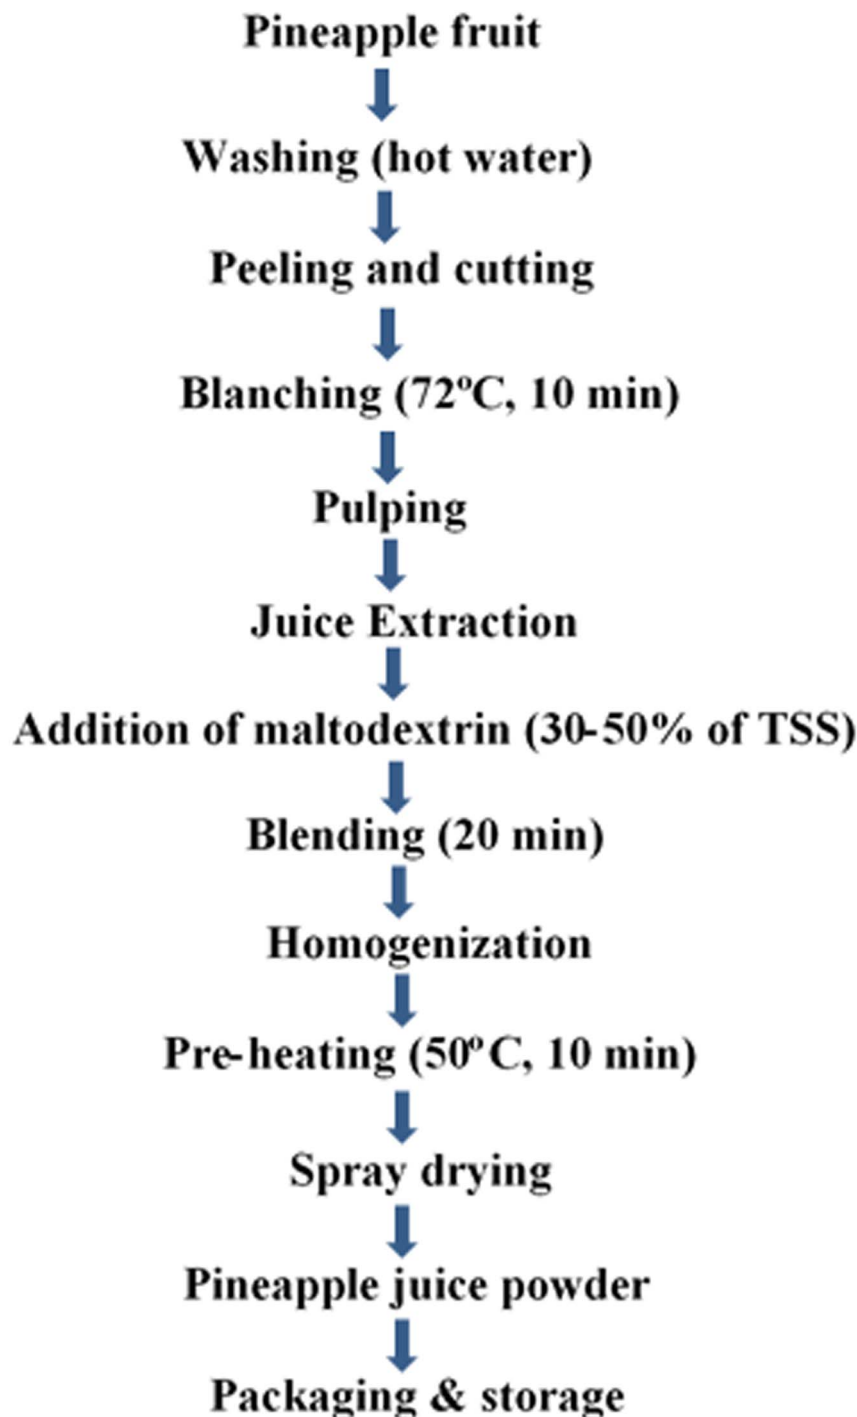 Pineapple fruit
Washing (hot water)
Peeling and cutting
Blanching (72ºC, 10 min)
Pulping
Juice Extraction
Addition of maltodextrin (30-50% of TSS)
Blending (20 min)
Homogenization
Pre-heating (50ºC, 10 min)
Spray drying
Pineapple juice powder
Packaging & storage